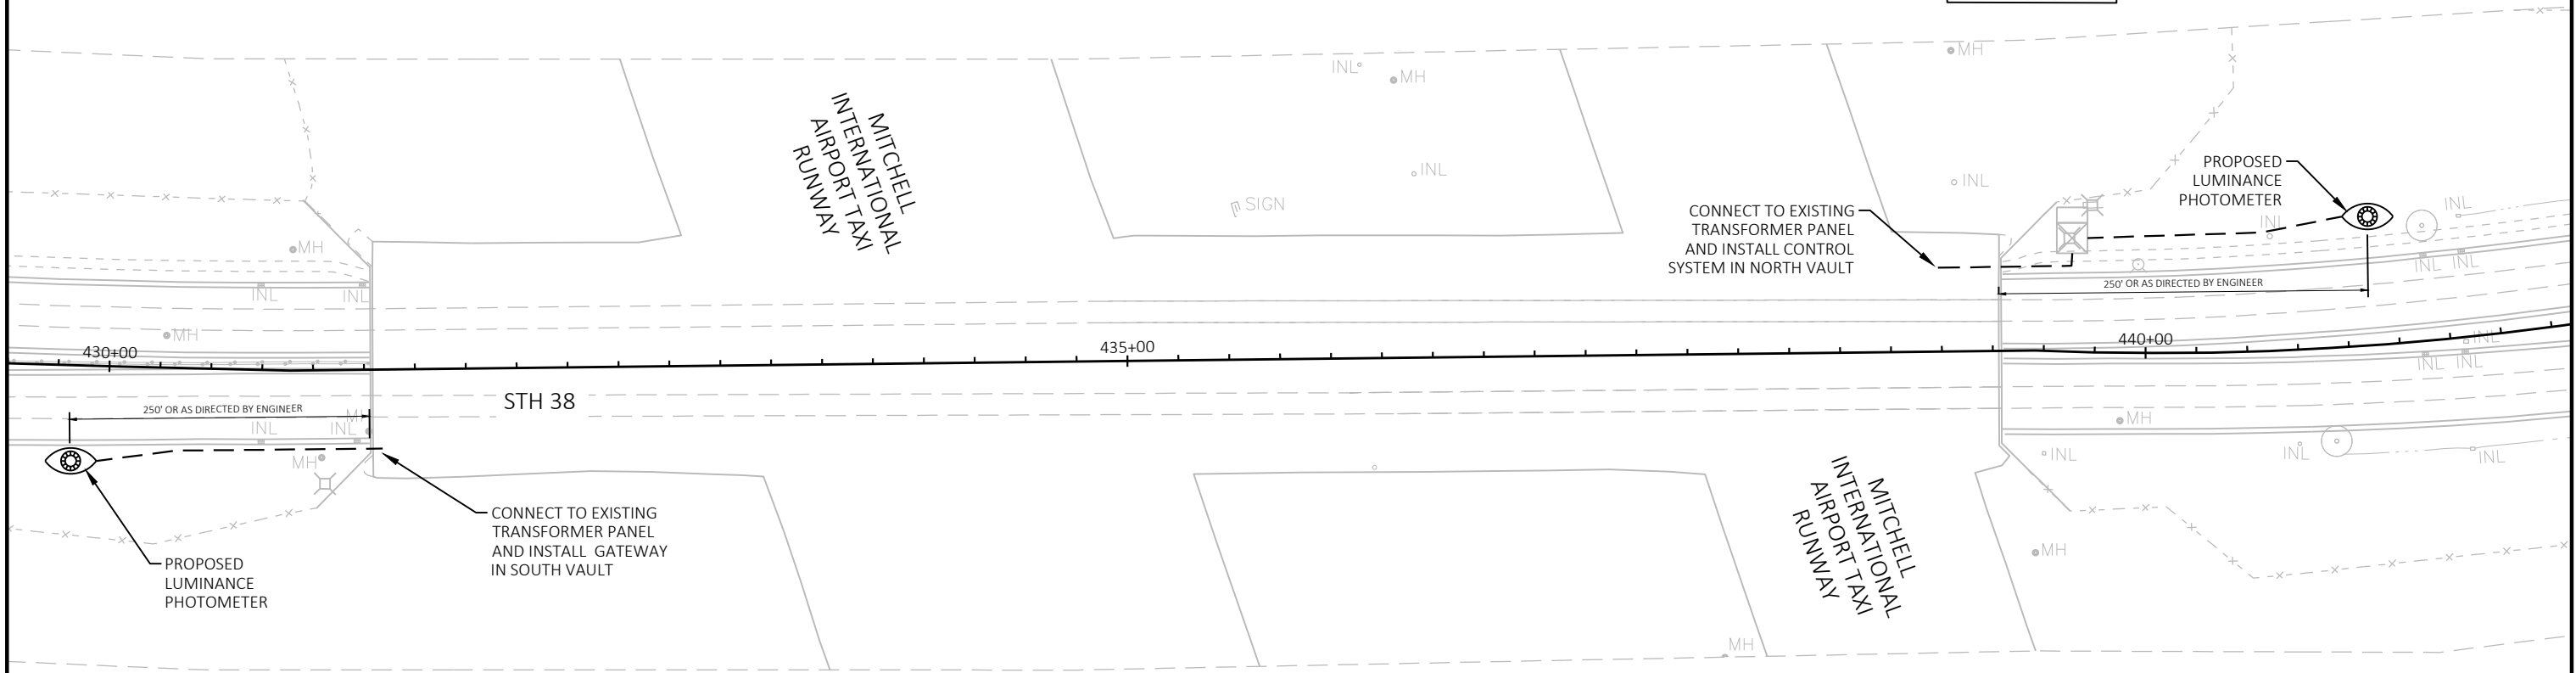 MH
INL
MH
MITCHELL
INTERNATIONAL
AIRPORT TAXI
RUNWAY
INL
SIGN
INL
PROPOSED
LUMINANCE
PHOTOMETER
CONNECT TO EXISTING
TRANSFORMER PANEL
AND INSTALL CONTROL
SYSTEM IN NORTH VAULT
INL
INL
MH
INL
INL
INL
INL
250' OR AS DIRECTED BY ENGINEER
MH
430+00
435+00
440+00
INL
INL
INL
STH 38
250' OR AS DIRECTED BY ENGINEER
MH
INL
INL
MH
MH
INL
INL
INL
CONNECT TO EXISTING
TRANSFORMER PANEL
AND INSTALL  GATEWAY
IN SOUTH VAULT
MITCHELL
INTERNATIONAL
AIRPORT TAXI
RUNWAY
MH
PROPOSED
LUMINANCE
PHOTOMETER
MH